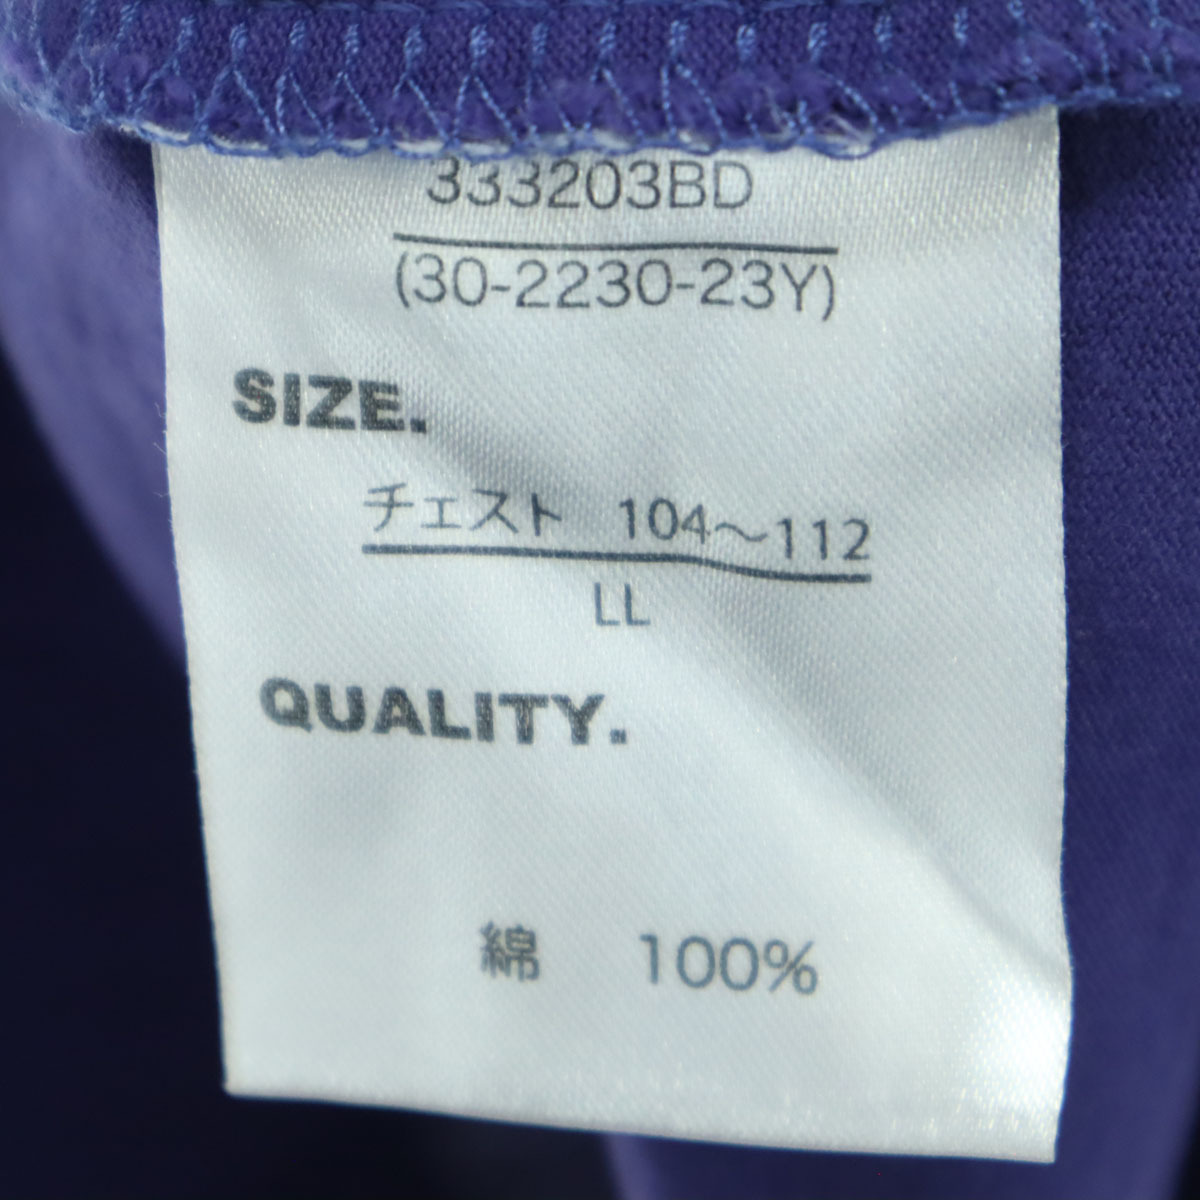 333203BD
(30-2230-23Y)
SIZE.
チェスト 104〜112
LL
QUALITY.
綿 100%